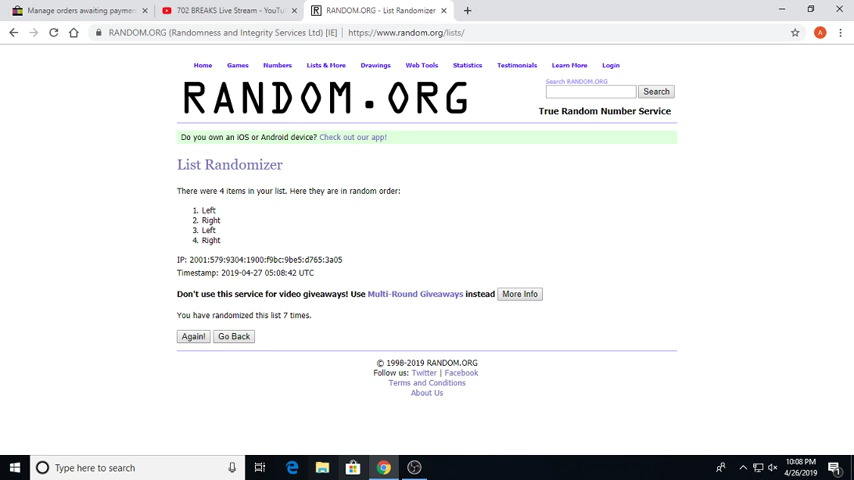 Manage orders awaiting payme
702 BREAKS Live Stream - YouTu
RANDOM.ORG - List Randomizer
RANDOM.ORG (Randomness and Integrity Services Ltd) [IE] | https://www.random.org/lists/
A
Home Games Numbers Lists & More Drawings Web Tools Statistics Testimonials Learn More Login
RANDOM.ORG
Search RANDOM.ORG
Search
True Random Number Service
Do you own an iOS or Android device? Check out our app!
List Randomizer
There were 4 items in your list. Here they are in random order:
1. Left
2. Right
3. Left
4. Right
IP: 2001:579:9304:1900:f9bc:9be5:d765:3a05
Timestamp: 2019-04-27 05:08:42 UTC
Don't use this service for video giveaways! Use Multi-Round Giveaways instead More Info
You have randomized this list 7 times.
Again! Go Back
© 1998-2019 RANDOM.ORG
Follow us: Twitter | Facebook
Terms and Conditions
About Us
Type here to search
10:08 PM
4/26/2019
1